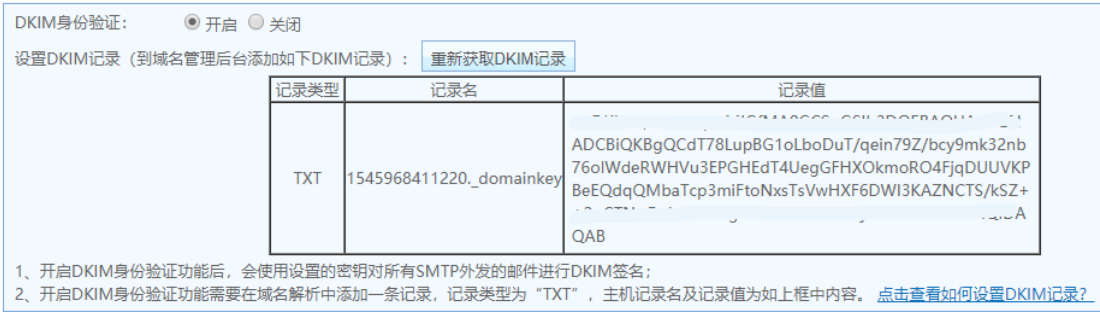 DKIM身份验证： 开启 关闭
设置DKIM记录（到域名管理后台添加如下DKIM记录）： 重新获取DKIM记录
记录类型 记录名 记录值
TXT 1545968411220._domainkey
ADCBiQKBgQCdT78LupBG1oLboDuT/qein79Z/bcy9mk32nb
76olWdeRWHVu3EPGHEdT4UegGFHXOkmoRO4FjqDUUVKP
BeEQdqQMbaTcp3miFtoNxsTsVwHXF6DWI3KAZNCTS/kSZ+
QAB
1、开启DKIM身份验证功能后，会使用设置的密钥对所有SMTP外发的邮件进行DKIM签名；
2、开启DKIM身份验证功能需要在域名解析中添加一条记录，记录类型为“TXT”，主机记录名及记录值为如上框中内容。 点击查看如何设置DKIM记录？